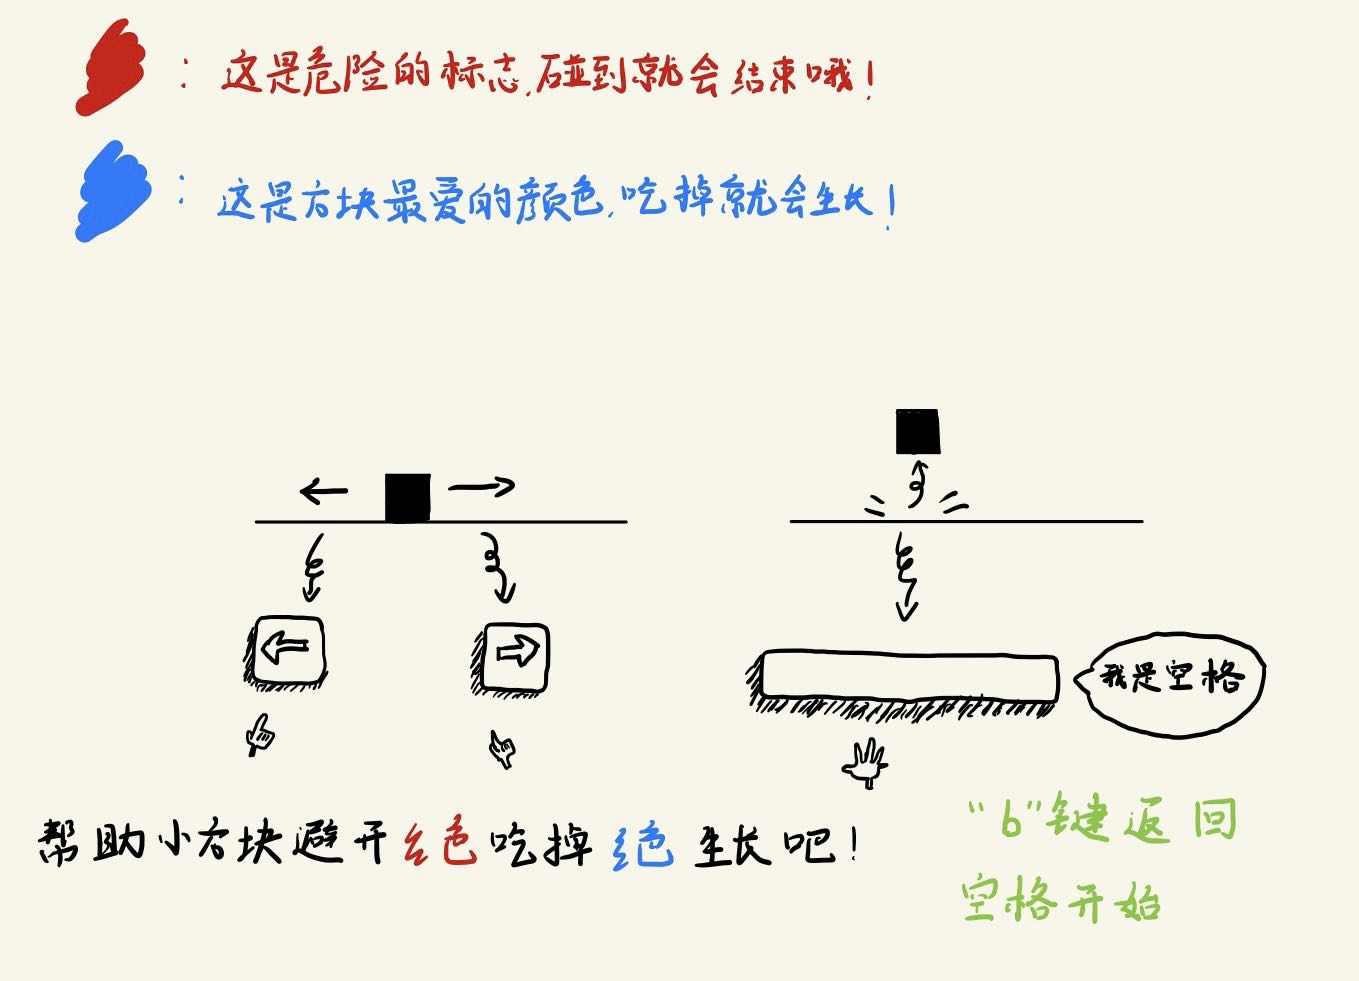 ：这是危险的标志，碰到就会结束哦！
：这是方块最爱的颜色，吃掉就会生长！
我是空格
帮助小方块避开红色吃掉绝色生长吧！
"b"键返回
空格开始